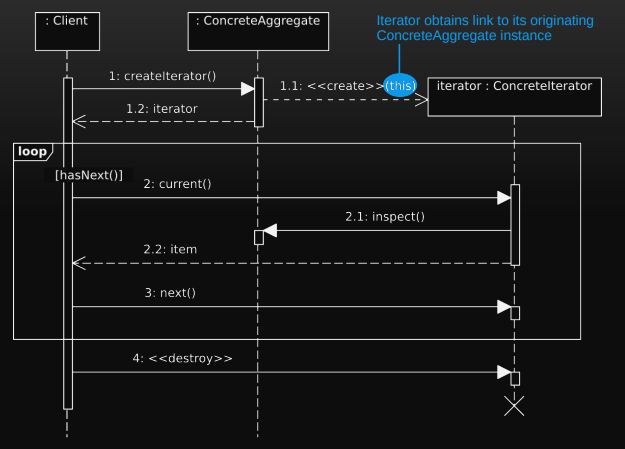 : Client
: ConcreteAggregate
Iterator obtains link to its originating
ConcreteAggregate instance
1: createIterator()
1.1: <<create>>(this)
iterator : ConcreteIterator
1.2: iterator
loop
[hasNext()]
2: current()
2.1: inspect()
2.2: item
3: next()
4: <<destroy>>